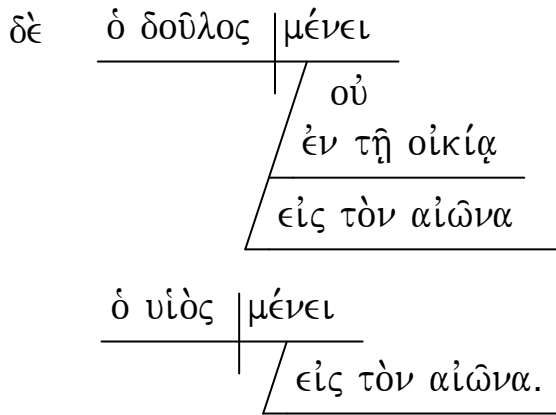 δὲ ὁ δοῦλος μένει
οὐ
ἐν τῇ οἰκίᾳ
εἰς τὸν αἰῶνα
ὁ υἱὸς μένει
εἰς τὸν αἰῶνα.